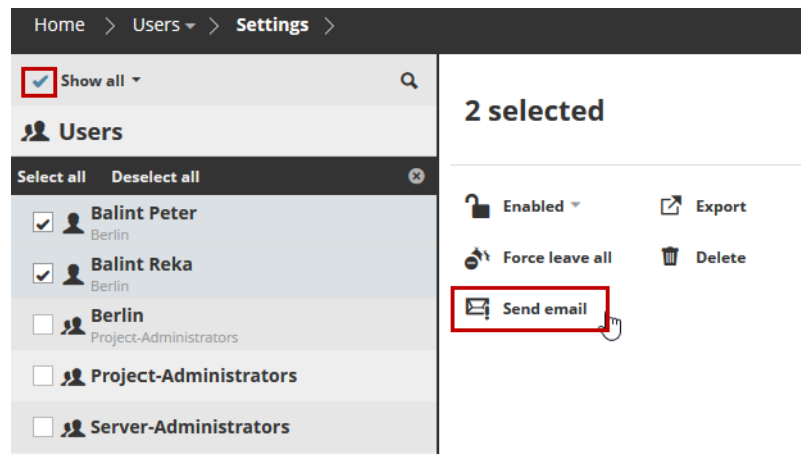 Home > Users > Settings >
Show all
Users
Select all Deselect all
Balint Peter
Berlin
Balint Reka
Berlin
Berlin
Project-Administrators
Project-Administrators
Server-Administrators
2 selected
Enabled Export
Force leave all Delete
Send email